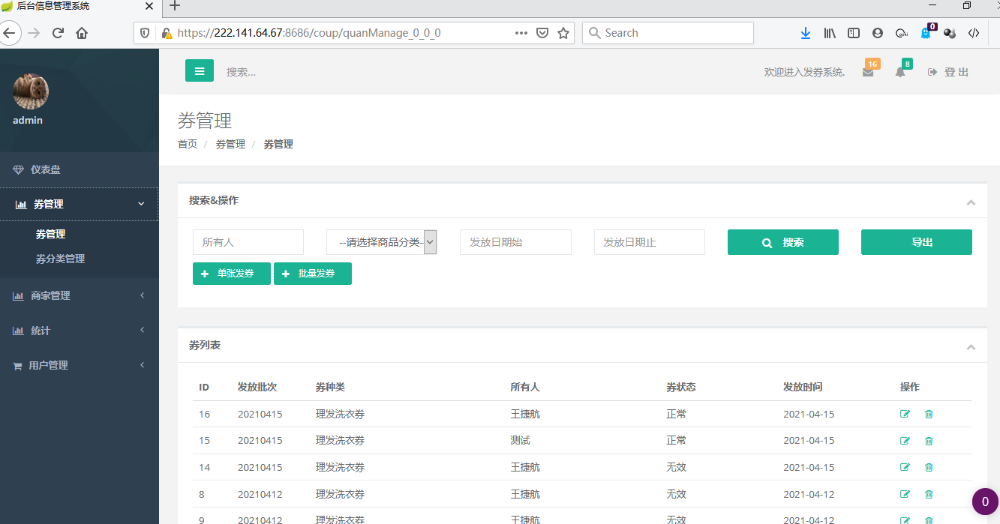 后台信息管理系统
https://222.141.64.67:8686/coup/quanManage_0_0_0
Search
0
admin
搜索...
欢迎进入发券系统.
16
8
登 出
仪表盘
券管理
券管理
券分类管理
商家管理
统计
用户管理
券管理
首页 / 券管理 / 券管理
搜索&操作
所有人
--请选择商品分类-
发放日期始
发放日期止
搜索
导出
单张发券
批量发券
券列表
ID 发放批次 券种类 所有人 券状态 发放时间 操作
16 20210415 理发洗衣券 王捷航 正常 2021-04-15
15 20210415 理发洗衣券 测试 正常 2021-04-15
14 20210415 理发洗衣券 王捷航 无效 2021-04-15
8 20210412 理发洗衣券 王捷航 无效 2021-04-12
9 20210412 理发洗衣券 王捷航 无效 2021-04-12
0